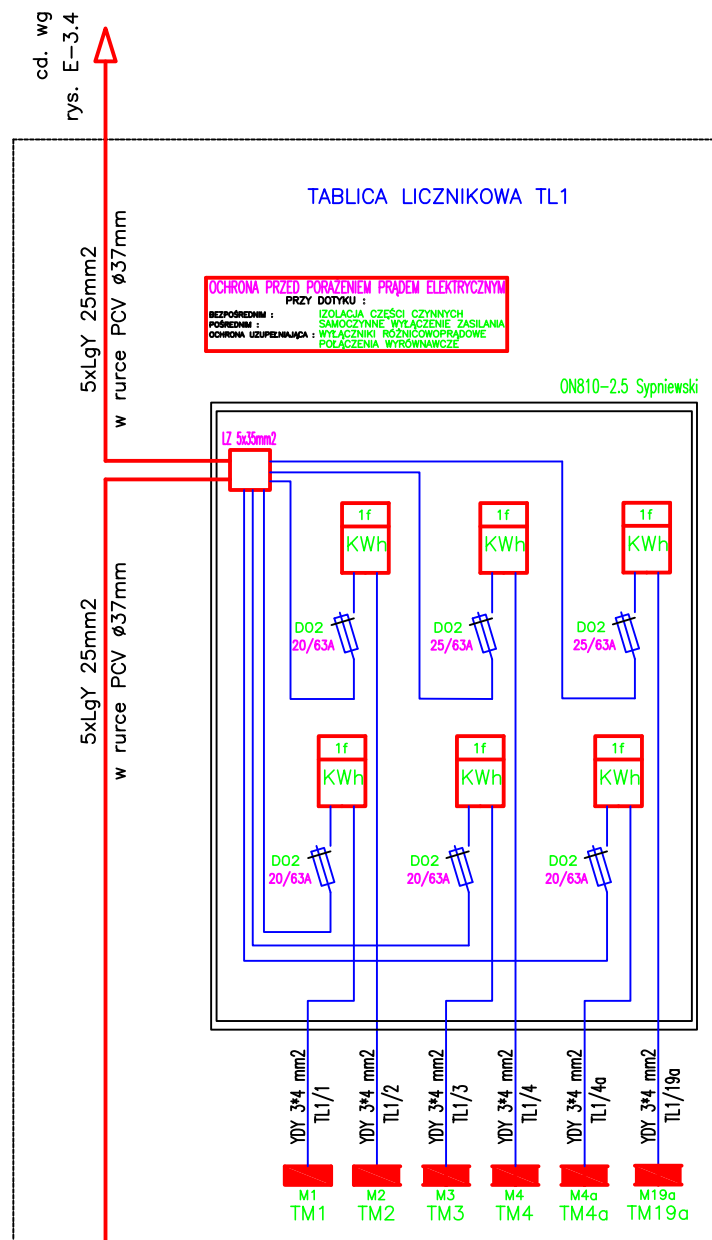 cd. wg
rys. E-3.4
TABLICA LICZNIKOWA TL1
5xLgY 25mm2
w rurce PCV ø37mm
OCHRONA PRZED PORAŻENIEM PRĄDEM ELEKTRYCZNYM
PRZY DOTYKU :
BEZPOŚREDNIM : IZOLACJA CZĘŚCI CZYNNYCH
POŚREDNIM : SAMOCZYNNE WYŁĄCZENIE ZASILANIA
OCHRONA UZUPEŁNIAJĄCA : WYŁĄCZNIKI RÓŻNICOWOPRĄDOWE
POŁĄCZENIA WYRÓWNAWCZE
ON810-2.5 Sypniewski
LZ 5x35mm2
1f 1f 1f
KWh KWh KWh
DO2 DO2 DO2
20/63A 25/63A 25/63A
5xLgY 25mm2
w rurce PCV ø37mm
1f 1f 1f
KWh KWh KWh
DO2 DO2 DO2
20/63A 20/63A 20/63A
YDY 3*4 mm2
TL1/1
YDY 3*4 mm2
TL1/2
YDY 3*4 mm2
TL1/3
YDY 3*4 mm2
TL1/4
YDY 3*4 mm2
TL1/4a
YDY 3*4 mm2
TL1/19a
M1 M2 M3 M4 M4a M19a
TM1 TM2 TM3 TM4 TM4a TM19a